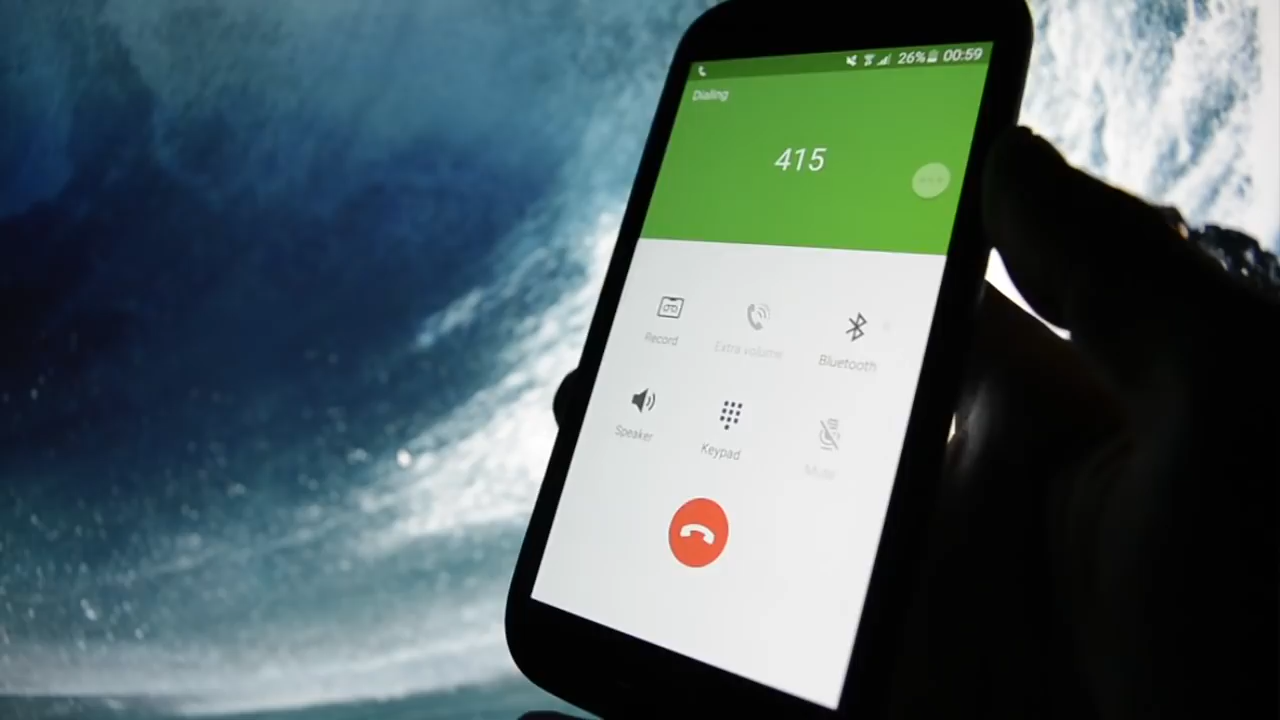 26% 00:59
Dialing
415
Record
Extra volume
Bluetooth
Speaker
Keypad
Mute